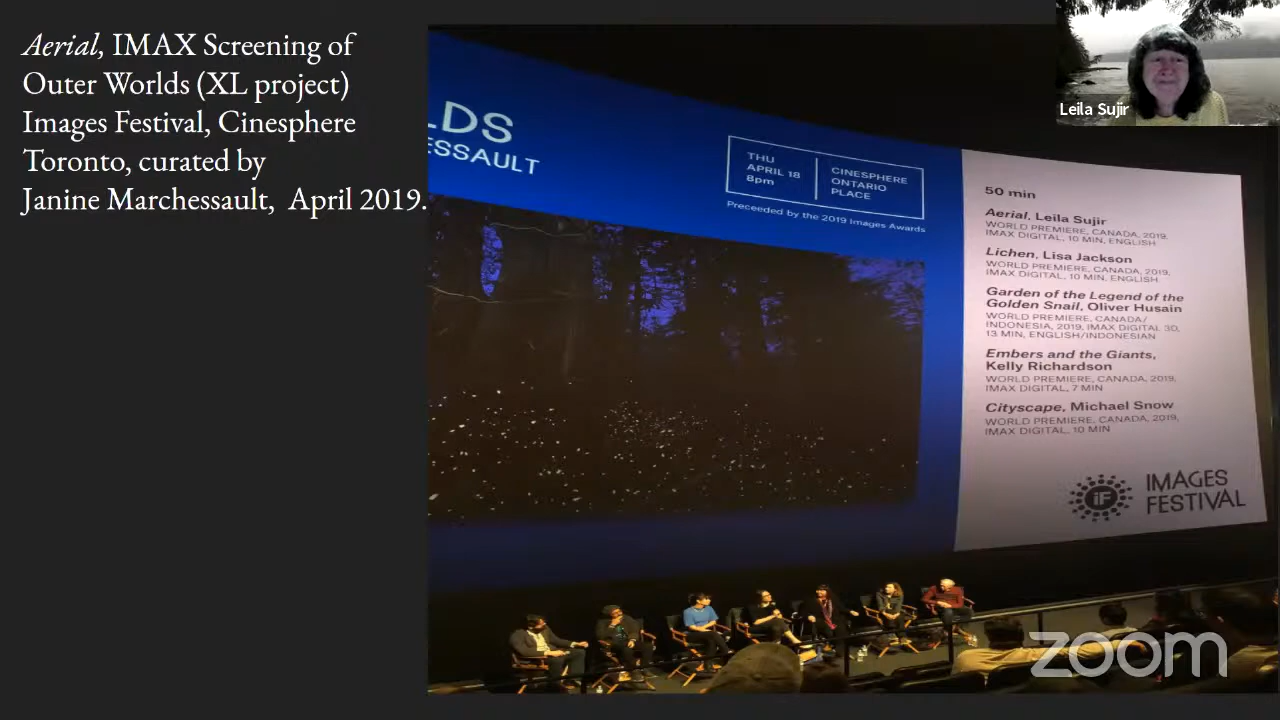 Aerial, IMAX Screening of
Outer Worlds (XL project)
Images Festival, Cinesphere
Toronto, curated by
Janine Marchessault,  April 2019.
Leila Sujir
LDS
ESSAULT
THU
APRIL 18
8pm
CINESPHERE
ONTARIO
PLACE
Preceeded by the 2019 Images Awards
50 min
Aerial, Leila Sujir
WORLD PREMIERE, CANADA, 2019,
IMAX DIGITAL, 10 MIN, ENGLISH
Lichen, Lisa Jackson
WORLD PREMIERE, CANADA, 2019,
IMAX DIGITAL, 10 MIN, ENGLISH
Garden of the Legend of the
Golden Snail, Oliver Husain
WORLD PREMIERE, CANADA/
INDONESIA, 2019, IMAX DIGITAL 3D,
13 MIN, ENGLISH/INDONESIAN
Embers and the Giants,
Kelly Richardson
WORLD PREMIERE, CANADA, 2019,
IMAX DIGITAL, 7 MIN
Cityscape, Michael Snow
WORLD PREMIERE, CANADA, 2019,
IMAX DIGITAL, 10 MIN
iF
IMAGES
FESTIVAL
zoom